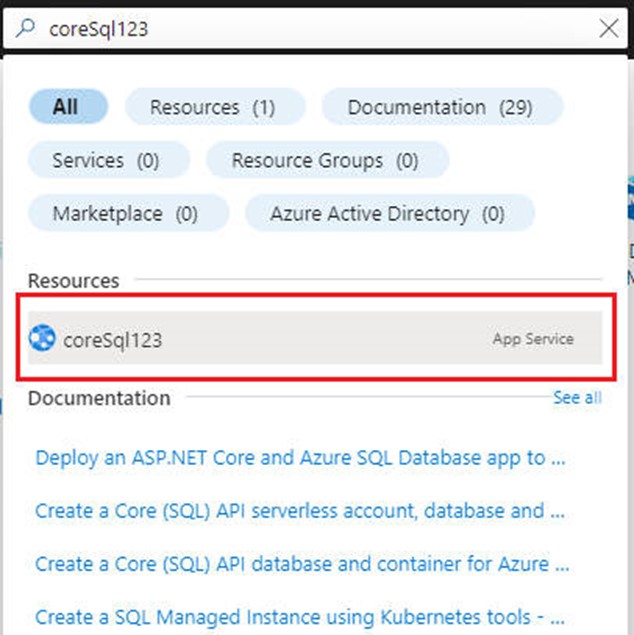 coreSql123
All Resources (1) Documentation (29)
Services (0) Resource Groups (0)
Marketplace (0) Azure Active Directory (0)
Resources
coreSql123 App Service
Documentation See all
Deploy an ASP.NET Core and Azure SQL Database app to ...
Create a Core (SQL) API serverless account, database and ...
Create a Core (SQL) API database and container for Azure ...
Create a SQL Managed Instance using Kubernetes tools - ...